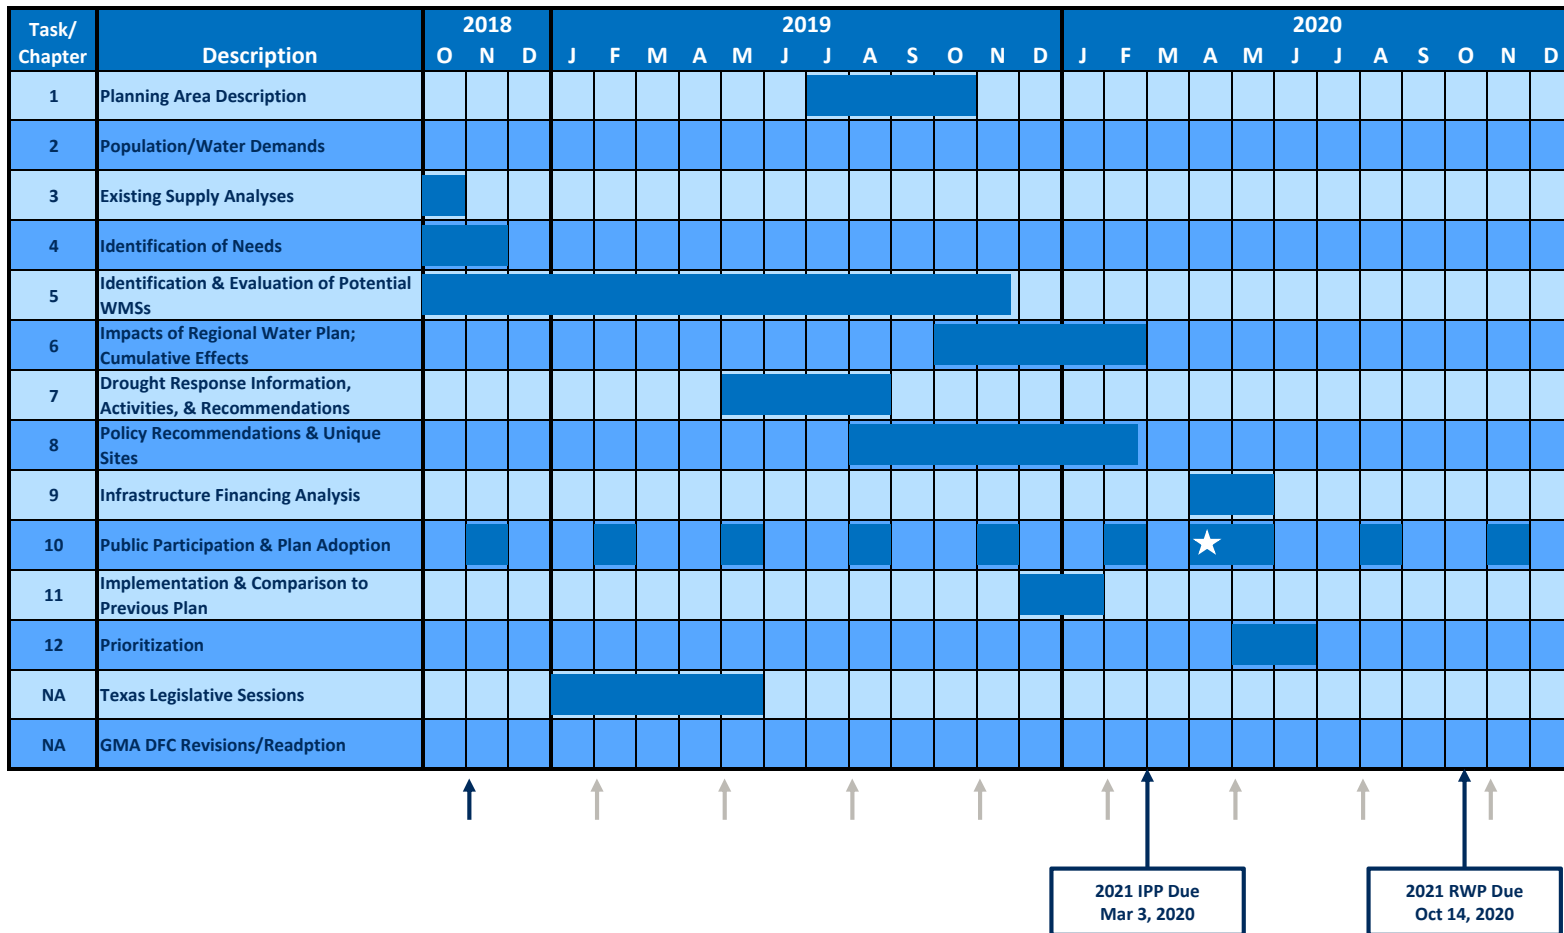 Task/
Chapter
Description
2018
2019
2020
O N D J F M A M J J A S O N D J F M A M J J A S O N D
1 Planning Area Description
2 Population/Water Demands
3 Existing Supply Analyses
4 Identification of Needs
5 Identification & Evaluation of Potential
WMSs
6 Impacts of Regional Water Plan;
Cumulative Effects
7 Drought Response Information,
Activities, & Recommendations
8 Policy Recommendations & Unique
Sites
9 Infrastructure Financing Analysis
10 Public Participation & Plan Adoption
11 Implementation & Comparison to
Previous Plan
12 Prioritization
NA Texas Legislative Sessions
NA GMA DFC Revisions/Readption
2021 IPP Due
Mar 3, 2020
2021 RWP Due
Oct 14, 2020